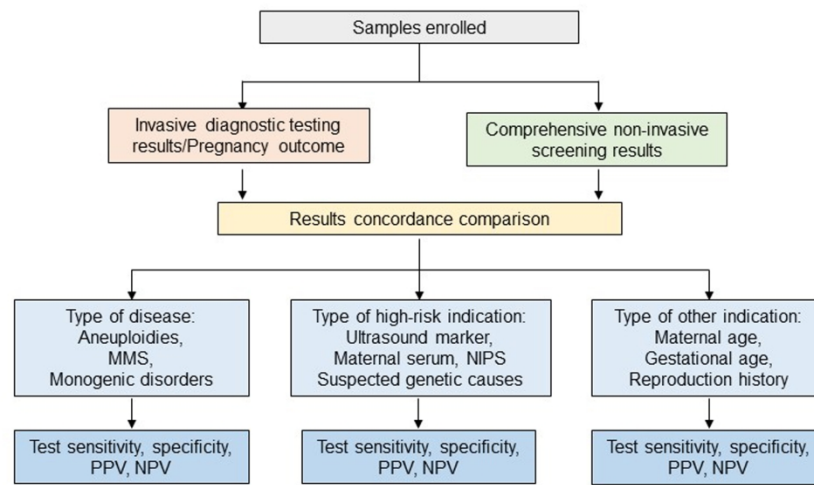 Samples enrolled
Invasive diagnostic testing
results/Pregnancy outcome
Comprehensive non-invasive
screening results
Results concordance comparison
Type of disease:
Aneuploidies,
MMS,
Monogenic disorders
Type of high-risk indication:
Ultrasound marker,
Maternal serum, NIPS
Suspected genetic causes
Type of other indication:
Maternal age,
Gestational age,
Reproduction history
Test sensitivity, specificity,
PPV, NPV
Test sensitivity, specificity,
PPV, NPV
Test sensitivity, specificity,
PPV, NPV